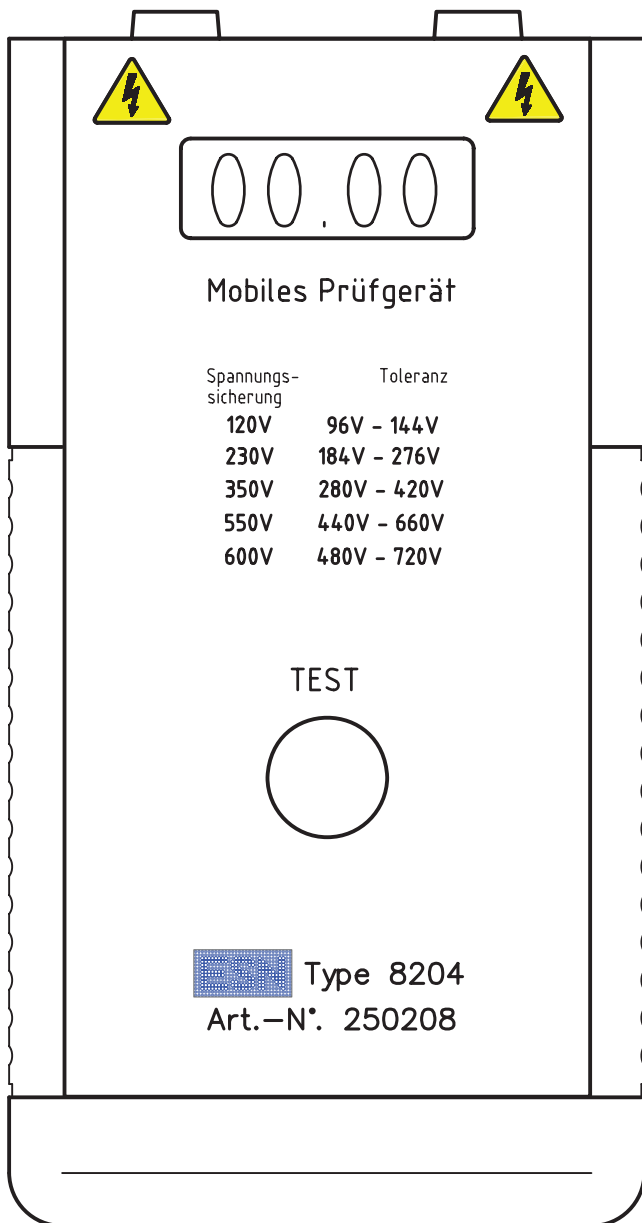 00.00
Mobiles Prüfgerät
Spannungs- Toleranz
sicherung
120V 96V - 144V
230V 184V - 276V
350V 280V - 420V
550V 440V - 660V
600V 480V - 720V
TEST
ESN Type 8204
Art.-N°. 250208